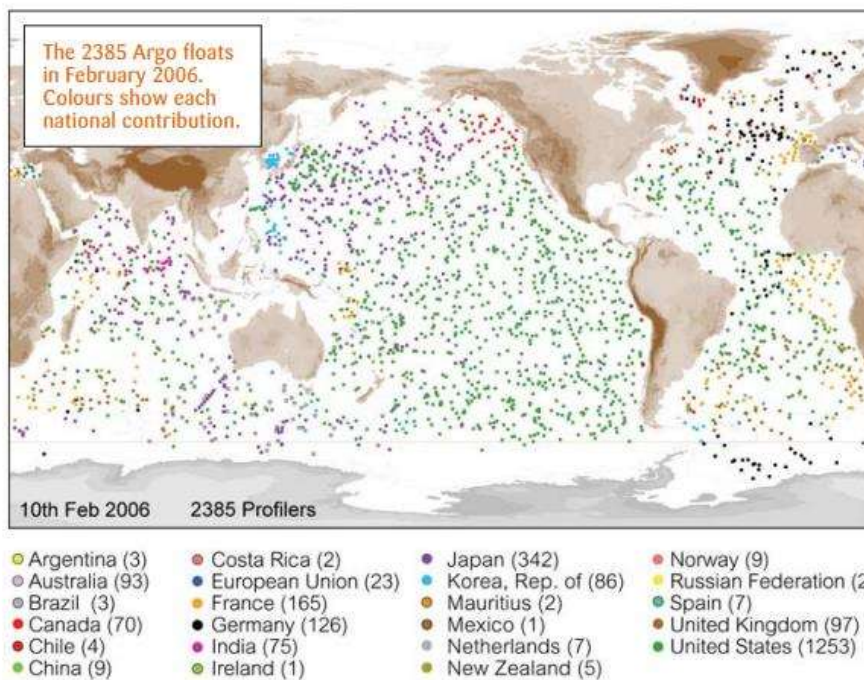 The 2385 Argo floats
in February 2006.
Colours show each
national contribution.
10th Feb 2006 2385 Profilers
Argentina (3)
Australia (93)
Brazil (3)
Canada (70)
Chile (4)
China (9)
Costa Rica (2)
European Union (23)
France (165)
Germany (126)
India (75)
Ireland (1)
Japan (342)
Korea, Rep. of (86)
Mauritius (2)
Mexico (1)
Netherlands (7)
New Zealand (5)
Norway (9)
Russian Federation (2
Spain (7)
United Kingdom (97)
United States (1253)